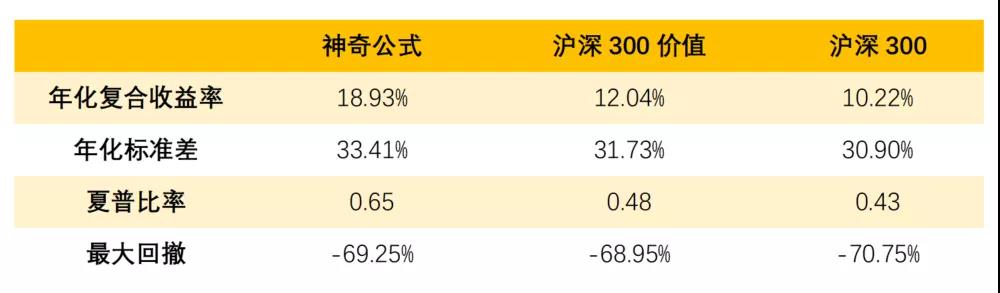 神奇公式 沪深 300 价值 沪深 300
年化复合收益率 18.93% 12.04% 10.22%
年化标准差 33.41% 31.73% 30.90%
夏普比率 0.65 0.48 0.43
最大回撤 -69.25% -68.95% -70.75%